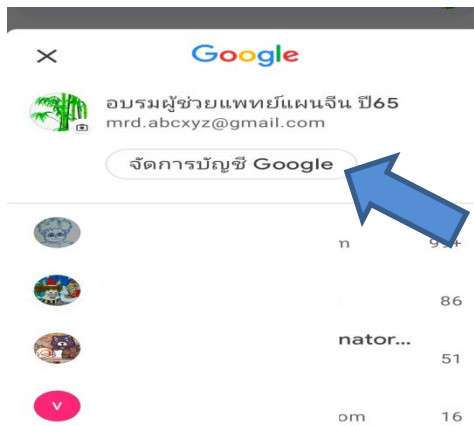 Google
อบรมผู้ช่วยแพทย์แผนจีน ปี65
mrd.abcxyz@gmail.com
จัดการบัญชี Google
86
nator...
51
V
om 16